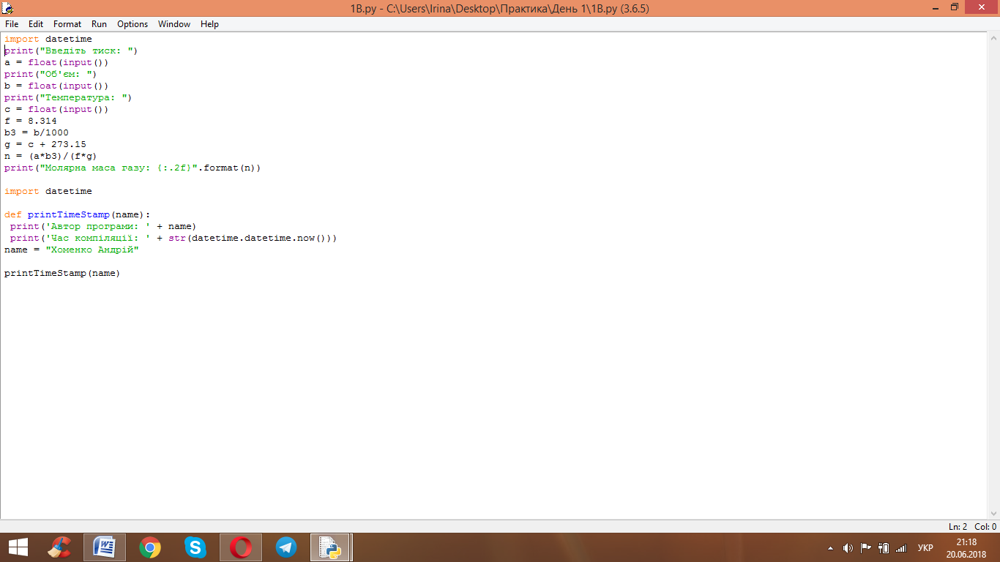 1B.py - C:\Users\Irina\Desktop\Практика\День 1\1B.py (3.6.5)
File Edit Format Run Options Window Help
import datetime
print("Введіть тиск: ")
a = float(input())
print("Об'єм: ")
b = float(input())
print("Температура: ")
c = float(input())
f = 8.314
b3 = b/1000
g = c + 273.15
n = (a*b3)/(f*g)
print("Молярна маса газу: {:.2f}".format(n))
import datetime
def printTimeStamp(name):
 print('Автор програми: ' + name)
 print('Час компіляції: ' + str(datetime.datetime.now()))
name = "Хоменко Андрій"
printTimeStamp(name)
Ln: 2 Col: 0
УКР
21:18
20.06.2018